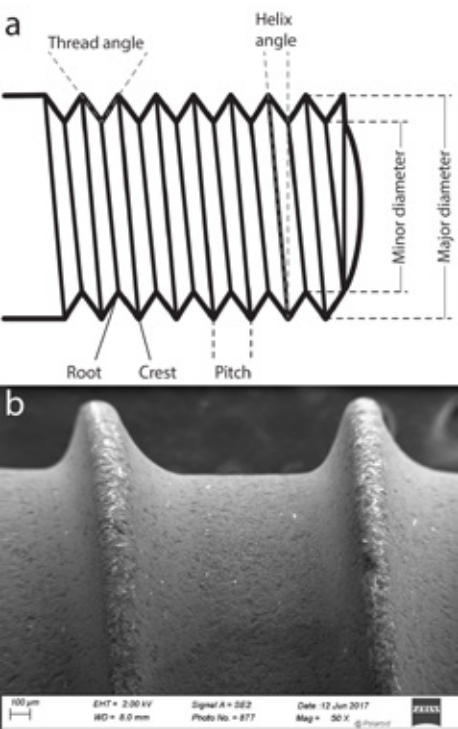 a
Thread angle
Helix
angle
Minor diameter
Major diameter
Root
Crest
Pitch
b
100 µm
EHT = 2.00 kV
WD = 8.0 mm
Signal A = SE2
Photo No. = 877
Date :12 Jun 2017
Mag = 50 X
@ Polaroid
ZEISS